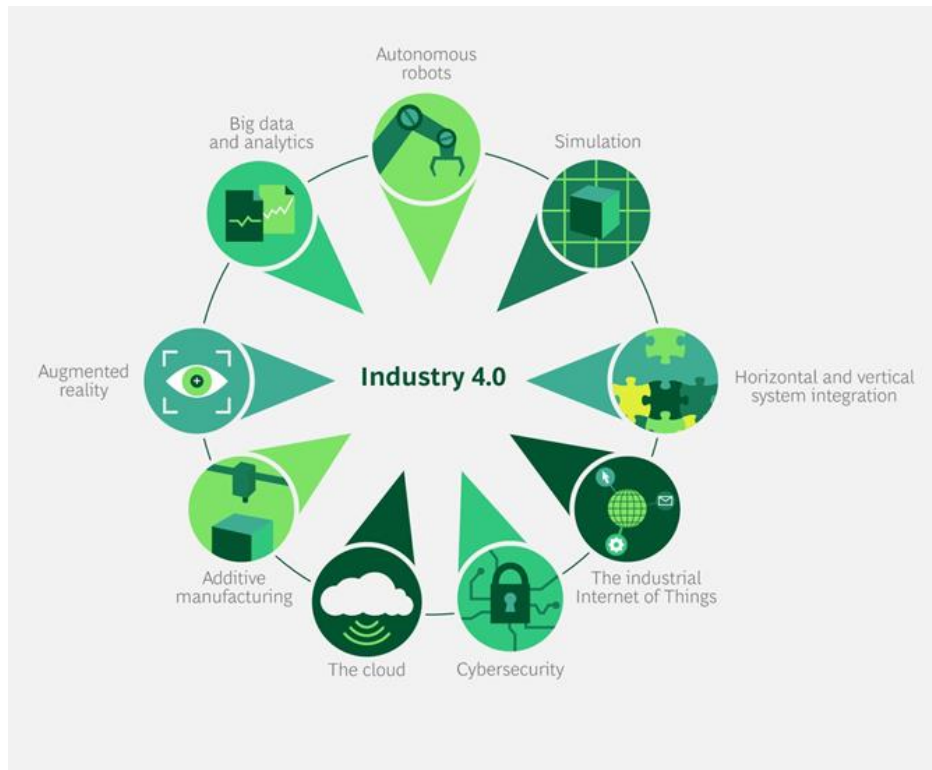 Autonomous
robots
Big data
and analytics
Simulation
Augmented
reality
Industry 4.0
Horizontal and vertical
system integration
Additive
manufacturing
The industrial
Internet of Things
The cloud
Cybersecurity